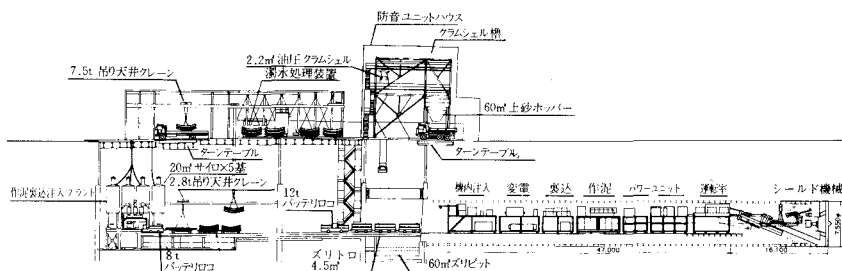 防音ユニットハウス
クラムシェル櫓
2.2㎥油圧クラムシェル
濁水処理装置
7.5t 吊り天井クレーン
60㎥土砂ホッパー
ターンテーブル
ターンテーブル
20㎥サイロ×5基
2.8t吊り天井クレーン
作泥裏込注入プラント
12t
バッテリロコ
坑内注入
変電
裏込
作泥
パワーユニット
運転室
シールド機械
8t
バッテリロコ
ズリトロ
4.5㎥
60㎥ズリピット
47,000
16,100